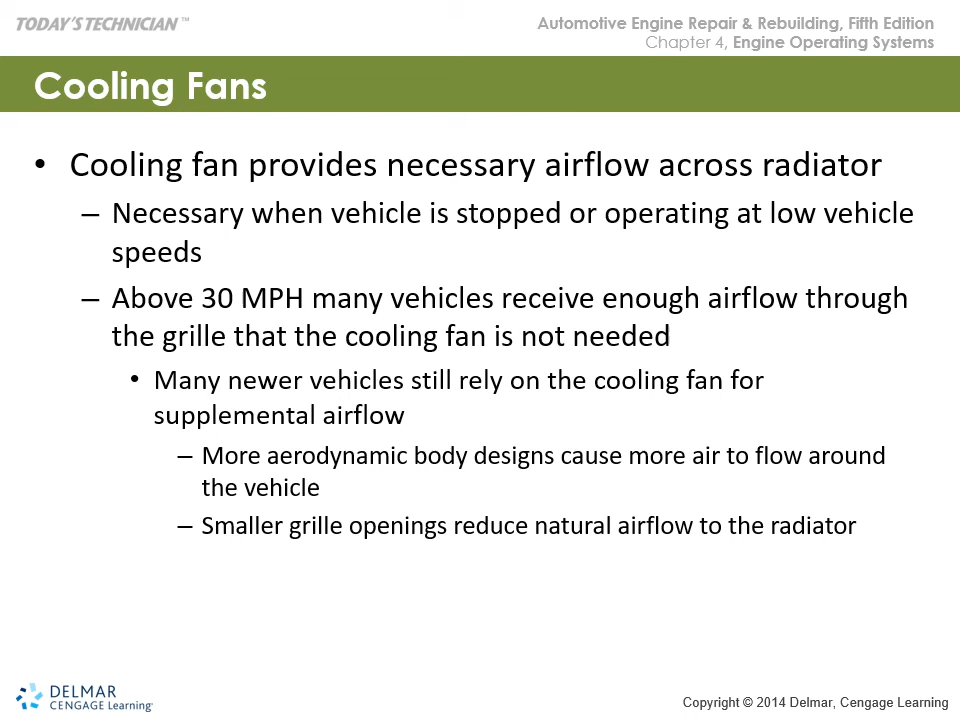 TODAY'S TECHNICIAN™
Automotive Engine Repair & Rebuilding, Fifth Edition
Chapter 4, Engine Operating Systems
Cooling Fans
• Cooling fan provides necessary airflow across radiator
– Necessary when vehicle is stopped or operating at low vehicle
speeds
– Above 30 MPH many vehicles receive enough airflow through
the grille that the cooling fan is not needed
• Many newer vehicles still rely on the cooling fan for
supplemental airflow
– More aerodynamic body designs cause more air to flow around
the vehicle
– Smaller grille openings reduce natural airflow to the radiator
DELMAR
CENGAGE Learning·
Copyright © 2014 Delmar, Cengage Learning